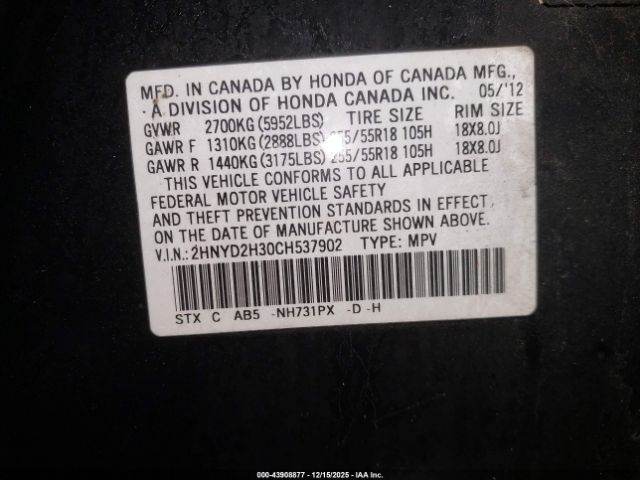 MFD. IN CANADA BY HONDA OF CANADA MFG.,
A DIVISION OF HONDA CANADA INC. 05/'12
GVWR 2700KG (5952LBS) TIRE SIZE RIM SIZE
GAWR F 1310KG (2888LBS) 255/55R18 105H 18X8.0J
GAWR R 1440KG (3175LBS) 255/55R18 105H 18X8.0J
THIS VEHICLE CONFORMS TO ALL APPLICABLE
FEDERAL MOTOR VEHICLE SAFETY
AND THEFT PREVENTION STANDARDS IN EFFECT
ON THE DATE OF MANUFACTURE SHOWN ABOVE.
V.I.N.: 2HNYD2H30CH537902 TYPE: MPV
STX C AB5 -NH731PX -D -H
000-43908877 - 12/15/2025 - IAA Inc.